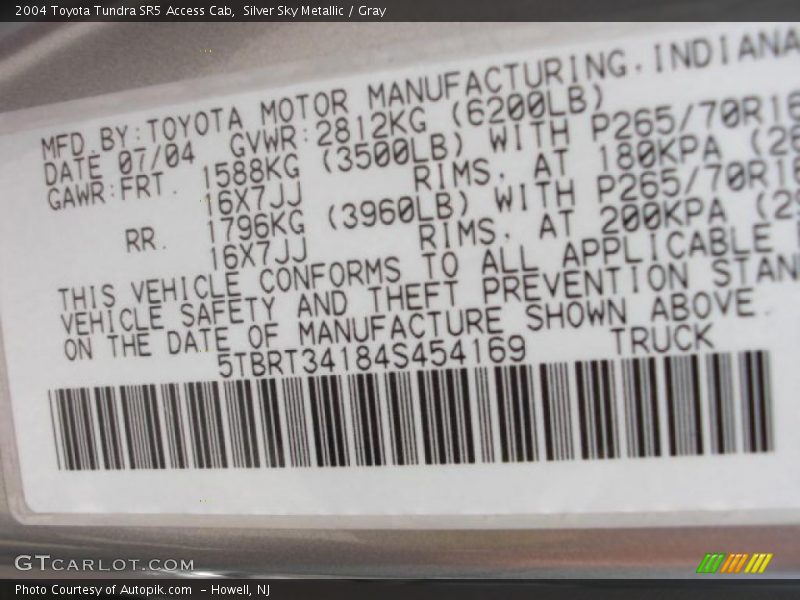 2004 Toyota Tundra SR5 Access Cab,  Silver Sky Metallic / Gray
MFD.BY:TOYOTA MOTOR MANUFACTURING.INDIANA
DATE 07/04 GVWR:2812KG (6200LB)
GAWR:FRT. 1588KG (3500LB) WITH P265/70R16
16X7JJ RIMS. AT 180KPA
RR. 1796KG (3960LB) WITH P265/70R16
16X7JJ RIMS. AT 200KPA
THIS VEHICLE CONFORMS TO ALL APPLICABLE
VEHICLE SAFETY AND THEFT PREVENTION STAN
ON THE DATE OF MANUFACTURE SHOWN ABOVE.
5TBRT34184S454169 TRUCK
GTCARLOT.COM
Photo Courtesy of Autopik.com  - Howell, NJ